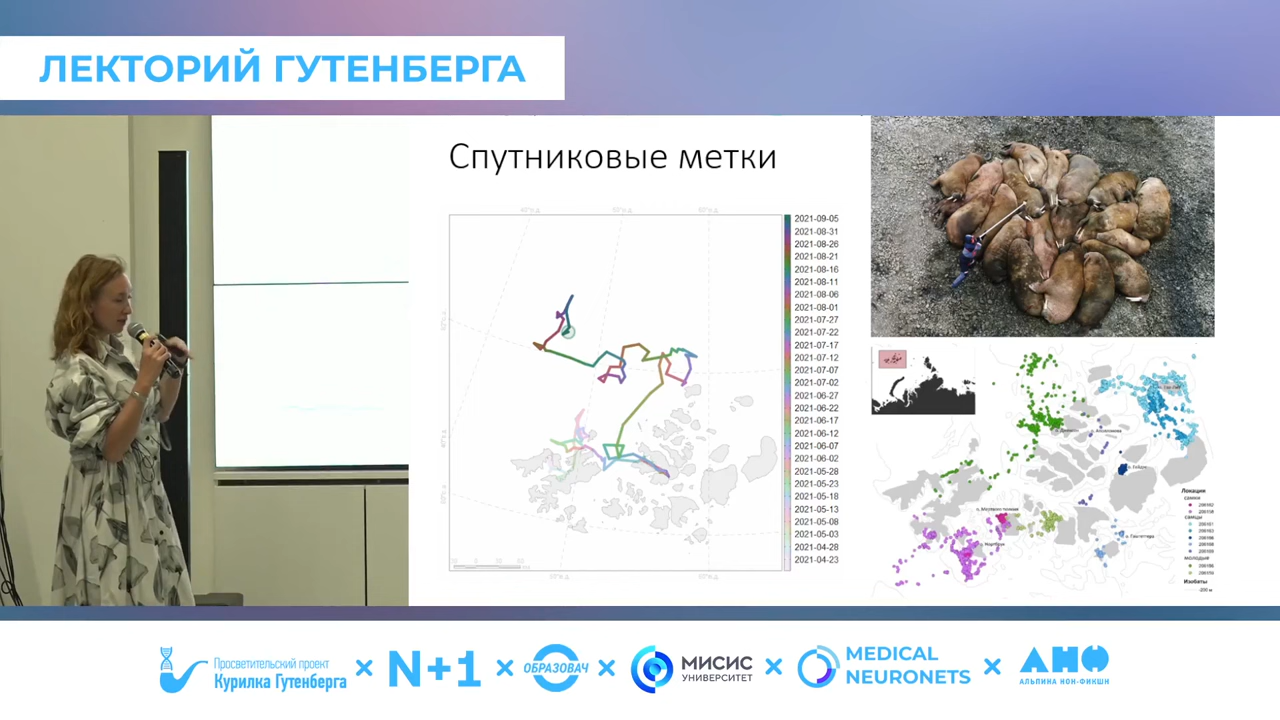 ЛЕКТОРИЙ ГУТЕНБЕРГА
Спутниковые метки
2021-09-05
2021-08-31
2021-08-26
2021-08-21
2021-08-16
2021-08-11
2021-08-06
2021-08-01
2021-07-27
2021-07-22
2021-07-17
2021-07-12
2021-07-07
2021-07-02
2021-06-27
2021-06-22
2021-06-17
2021-06-12
2021-06-07
2021-06-02
2021-05-28
2021-05-23
2021-05-18
2021-05-13
2021-05-08
2021-05-03
2021-04-28
2021-04-23
Локации
самки
самцы
молодые
Изобаты
-200 м
Просветительский проект
Курилка Гутенберга
×
N+1
×
ОБРАЗОВАЧ
×
МИСИС
УНИВЕРСИТЕТ
×
MEDICAL
NEURONETS
×
АНФ
АЛЬПИНА НОН-ФИКШН